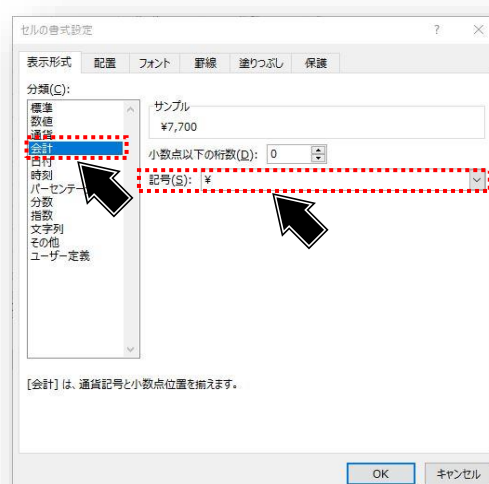 セルの書式設定
? ×
表示形式 配置 フォント 罫線 塗りつぶし 保護
分類(C):
標準
数値
通貨
会計
日付
時刻
パーセンテー
分数
指数
文字列
その他
ユーザー定義
サンプル
¥7,700
小数点以下の桁数(D): 0
記号(S): ¥
[会計] は、通貨記号と小数点位置を揃えます。
OK キャンセル